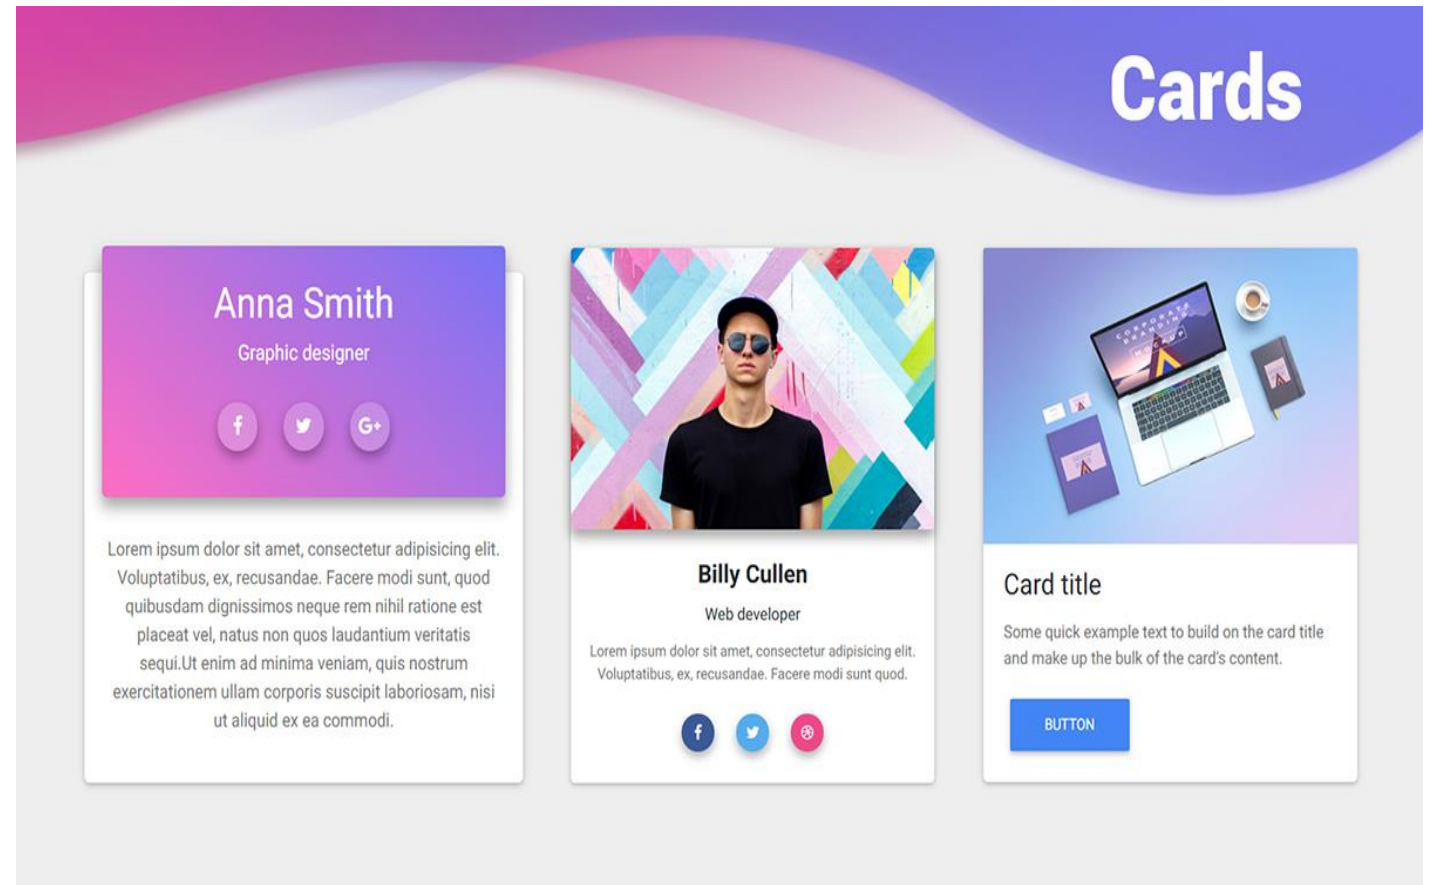 Cards
Anna Smith
Graphic designer
G+
Lorem ipsum dolor sit amet, consectetur adipisicing elit.
Voluptatibus, ex, recusandae. Facere modi sunt, quod
quibusdam dignissimos neque rem nihil ratione est
placeat vel, natus non quos laudantium veritatis
sequi.Ut enim ad minima veniam, quis nostrum
exercitationem ullam corporis suscipit laboriosam, nisi
ut aliquid ex ea commodi.
Billy Cullen
Web developer
Lorem ipsum dolor sit amet, consectetur adipisicing elit.
Voluptatibus, ex, recusandae. Facere modi sunt quod.
CORPORATE
BRANDING
MOCKUP
Card title
Some quick example text to build on the card title
and make up the bulk of the card's content.
BUTTON